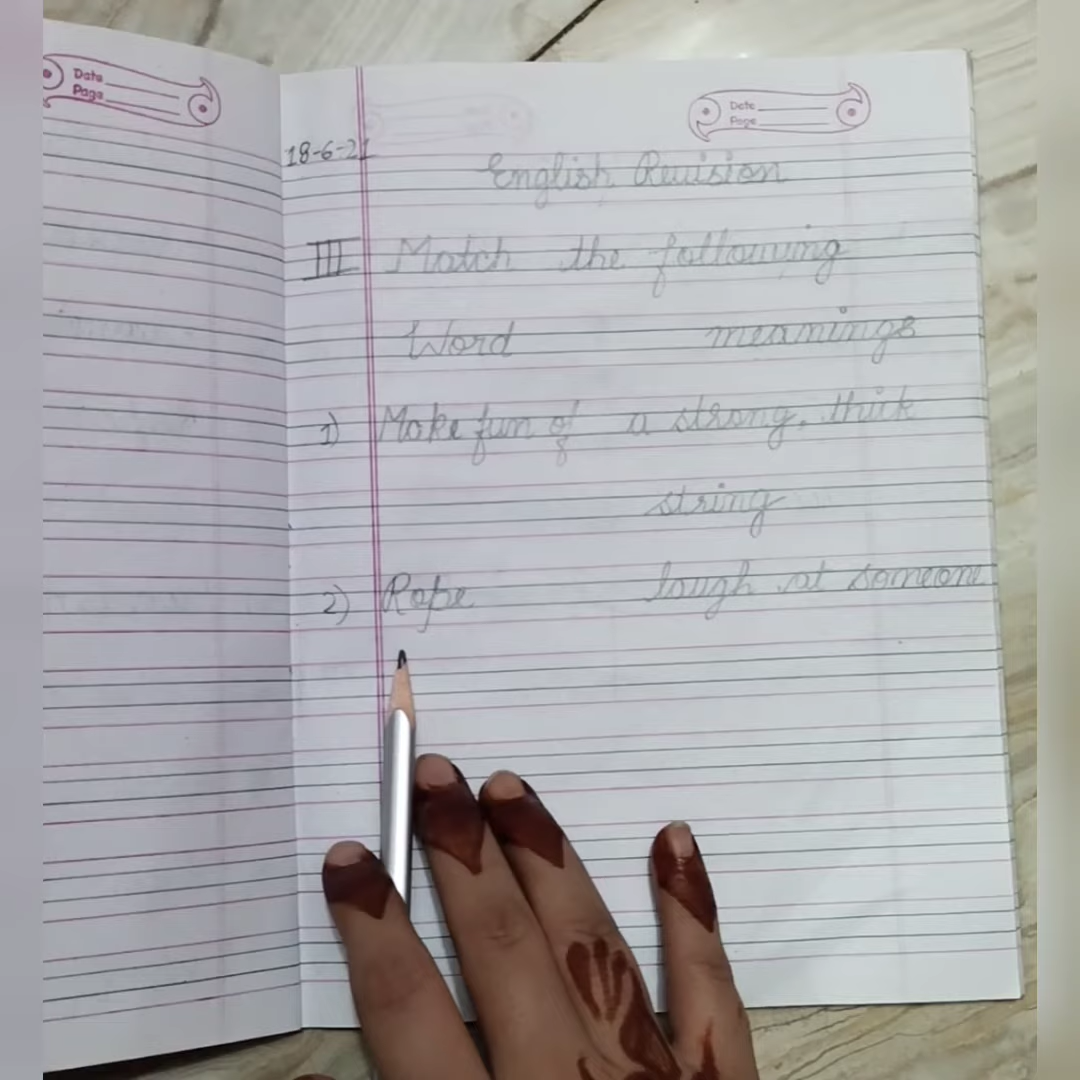 Date
Page
Date
Page
18-6-21
English Revision
III Match the following
Word meanings
1) Make fun of a strong, thick
string
2) Rope laugh at someone